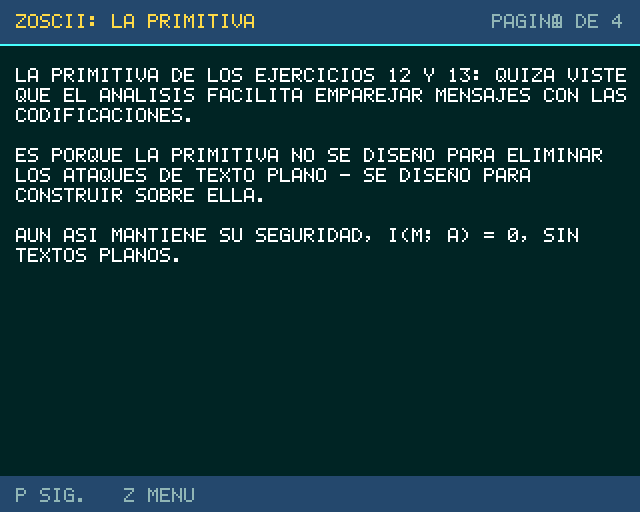 ZOSCII: LA PRIMITIVA
DE 4
LA PRIMITIVA DE LOS EJERCICIOS 12 Y 13: QUIZA VISTE
QUE EL ANALISIS FACILITA EMPAREJAR MENSAJES CON LAS
CODIFICACIONES.
ES PORQUE LA PRIMITIVA NO SE DISEÑO PARA ELIMINAR
LOS ATAQUES DE TEXTO PLANO - SE DISEÑO PARA
CONSTRUIR SOBRE ELLA.
AUN ASI MANTIENE SU SEGURIDAD, I(M; A) = 0, SIN
TEXTOS PLANOS.
P SIG. Z MENU